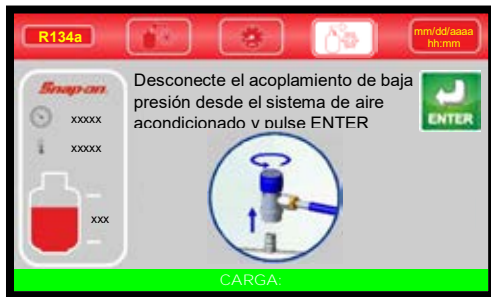 R134a
mm/dd/aaaa
hh:mm
Snap-on
xxxxx
xxxxx
xxx
Desconecte el acoplamiento de baja
presión desde el sistema de aire
acondicionado y pulse ENTER
ENTER
CARGA: